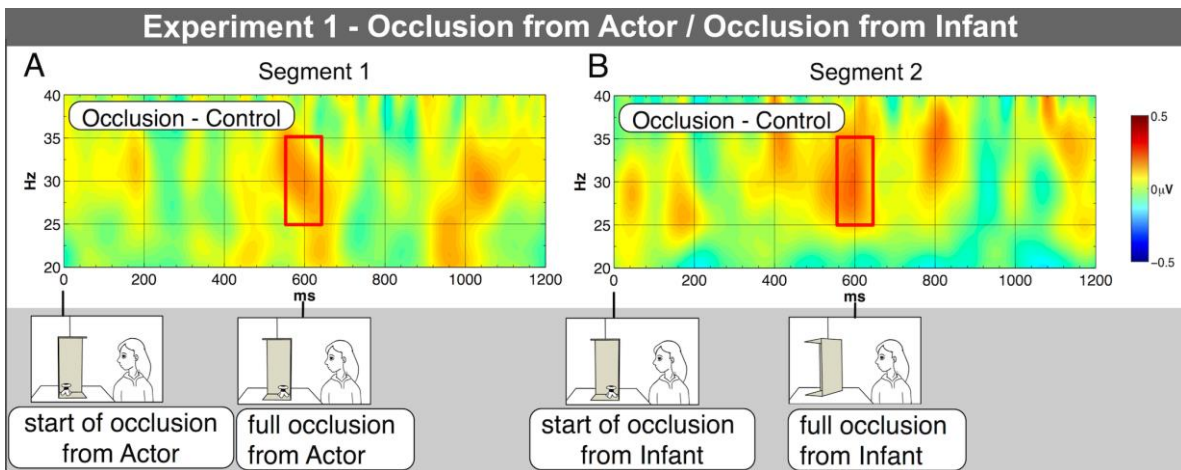 Experiment 1 - Occlusion from Actor / Occlusion from Infant
A
Segment 1
Occlusion - Control
40
35
30
25
20
Hz
0
200
400
600
800
1000
1200
ms
B
Segment 2
Occlusion - Control
40
35
30
25
20
Hz
0
200
400
600
800
1000
1200
ms
0.5
0μV
-0.5
start of occlusion
from Actor
full occlusion
from Actor
start of occlusion
from Infant
full occlusion
from Infant